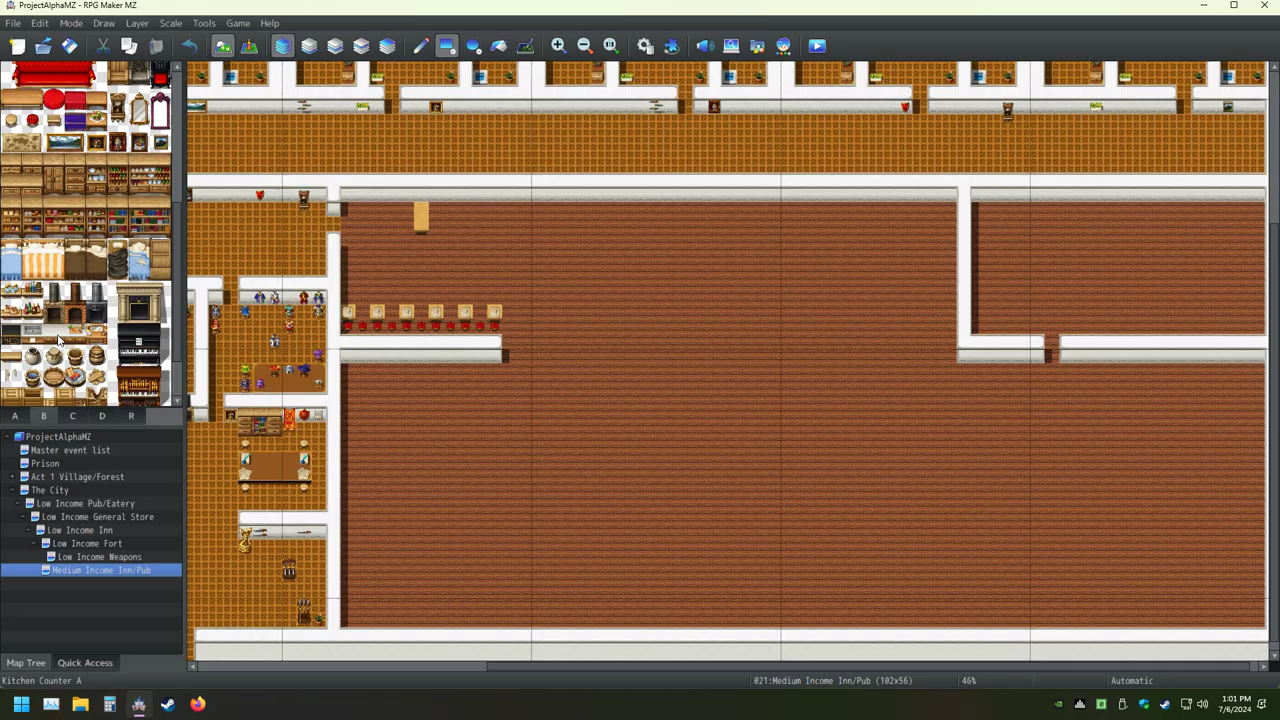 ProjectAlphaMZ - RPG Maker MZ
File Edit Mode Draw Layer Scale Tools Game Help
A B C D R
ProjectAlphaMZ
Master event list
Prison
Act 1 Village/Forest
The City
Low Income Pub/Eatery
Low Income General Store
Low Income Inn
Low Income Fort
Low Income Weapons
Medium Income Inn/Pub
Map Tree Quick Access
Kitchen Counter A 021:Medium Income Inn/Pub (102x56) 46% Automatic
1:01 PM
7/6/2024